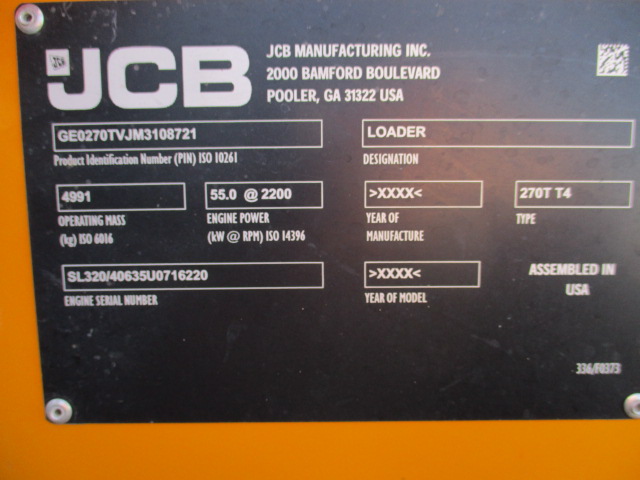 JCB
JCB MANUFACTURING INC.
2000 BAMFORD BOULEVARD
POOLER, GA 31322 USA
GE0270TVJM3108721
Product Identification Number (PIN) ISO 10261
LOADER
DESIGNATION
4991
OPERATING MASS
(kg) ISO 6016
55.0 @ 2200
ENGINE POWER
(kW @ RPM) ISO 14396
>XXXX<
YEAR OF
MANUFACTURE
270T T4
TYPE
SL320/40635U0716220
ENGINE SERIAL NUMBER
>XXXX<
YEAR OF MODEL
ASSEMBLED IN
USA
336/F0373